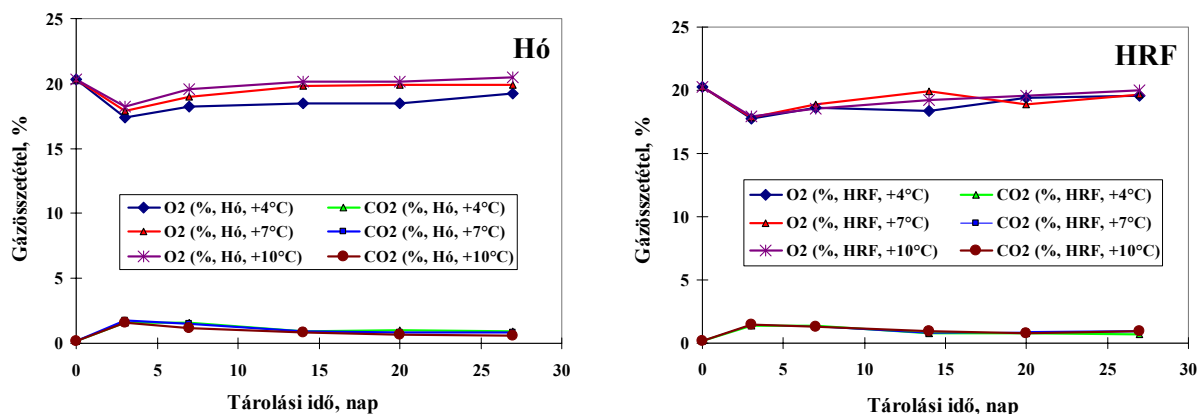 Hó
25
20
15
10
5
0
Gázösszetétel, %
O2 (%, Hó, +4°C) CO2 (%, Hó, +4°C)
O2 (%, Hó, +7°C) CO2 (%, Hó, +7°C)
O2 (%, Hó, +10°C) CO2 (%, Hó, +10°C)
0 5 10 15 20 25 30
Tárolási idő, nap
HRF
25
20
15
10
5
0
Gázösszetétel, %
O2 (%, HRF, +4°C) CO2 (%, HRF, +4°C)
O2 (%, HRF, +7°C) CO2 (%, HRF, +7°C)
O2 (%, HRF, +10°C) CO2 (%, HRF, +10°C)
0 5 10 15 20 25 30
Tárolási idő, nap